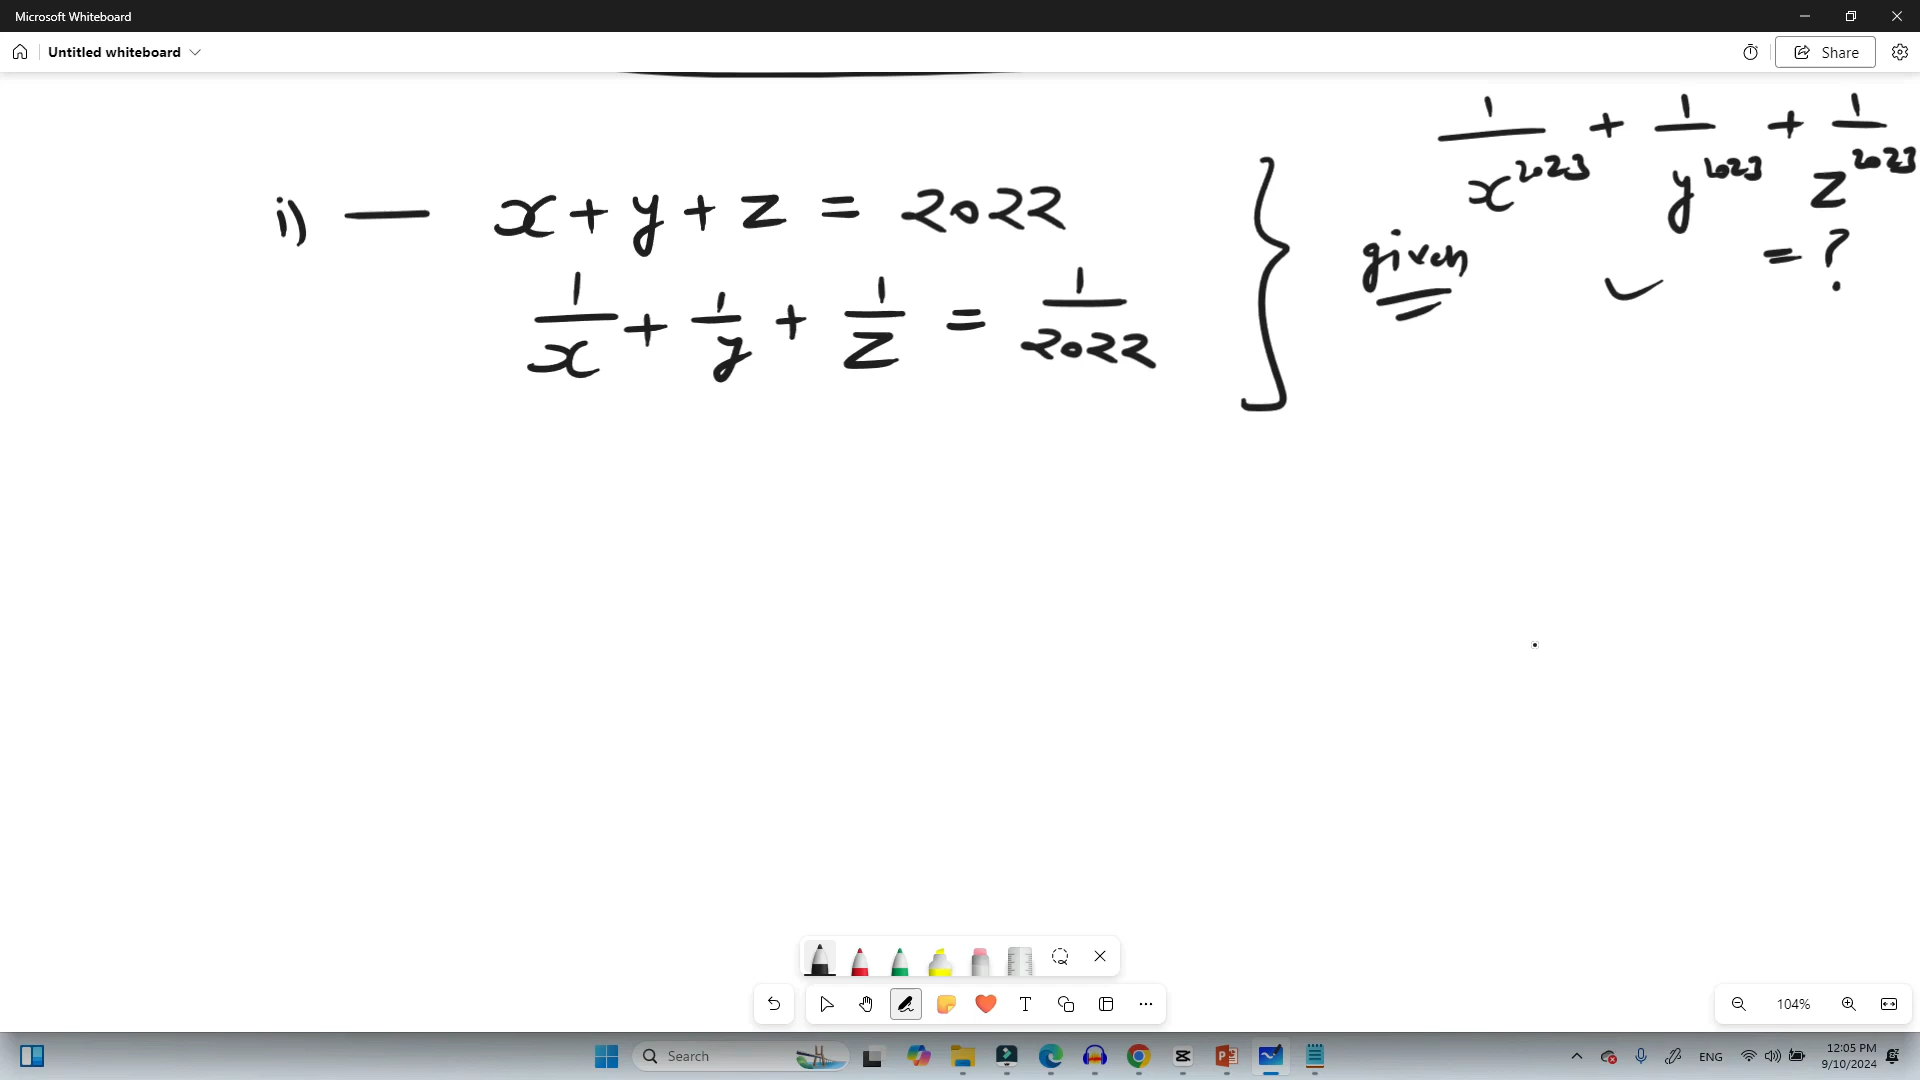 Microsoft Whiteboard
Untitled whiteboard
Share
i) — x + y + z = 2022
1/x + 1/y + 1/z = 1/2022
given
1/x^2023 + 1/y^2023 + 1/z^2023
= ?
104%
Search
ENG
12:05 PM
9/10/2024